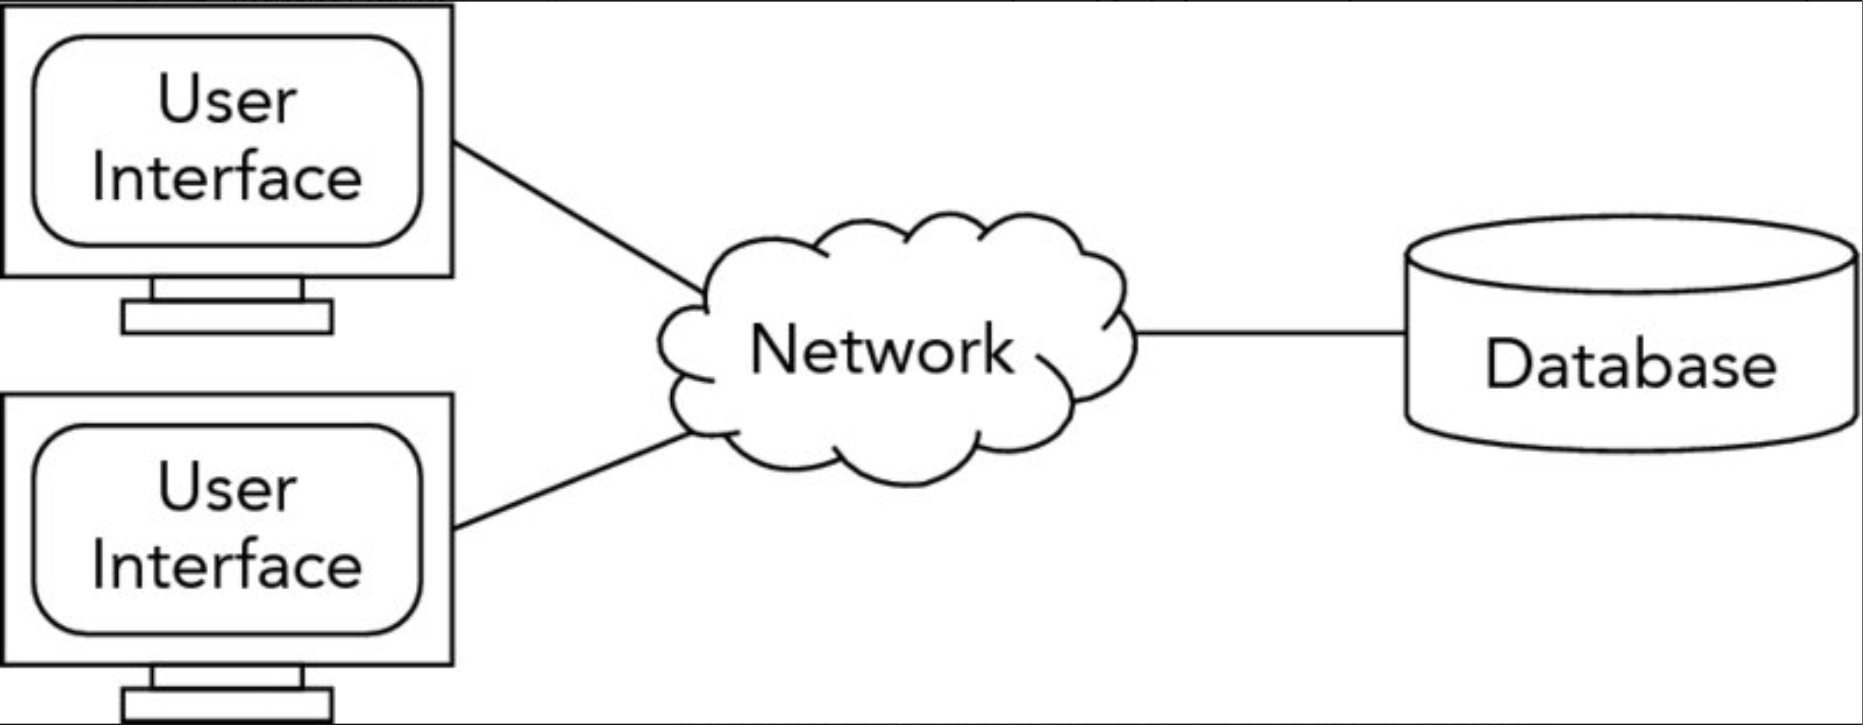 User
Interface
Network
Database
User
Interface